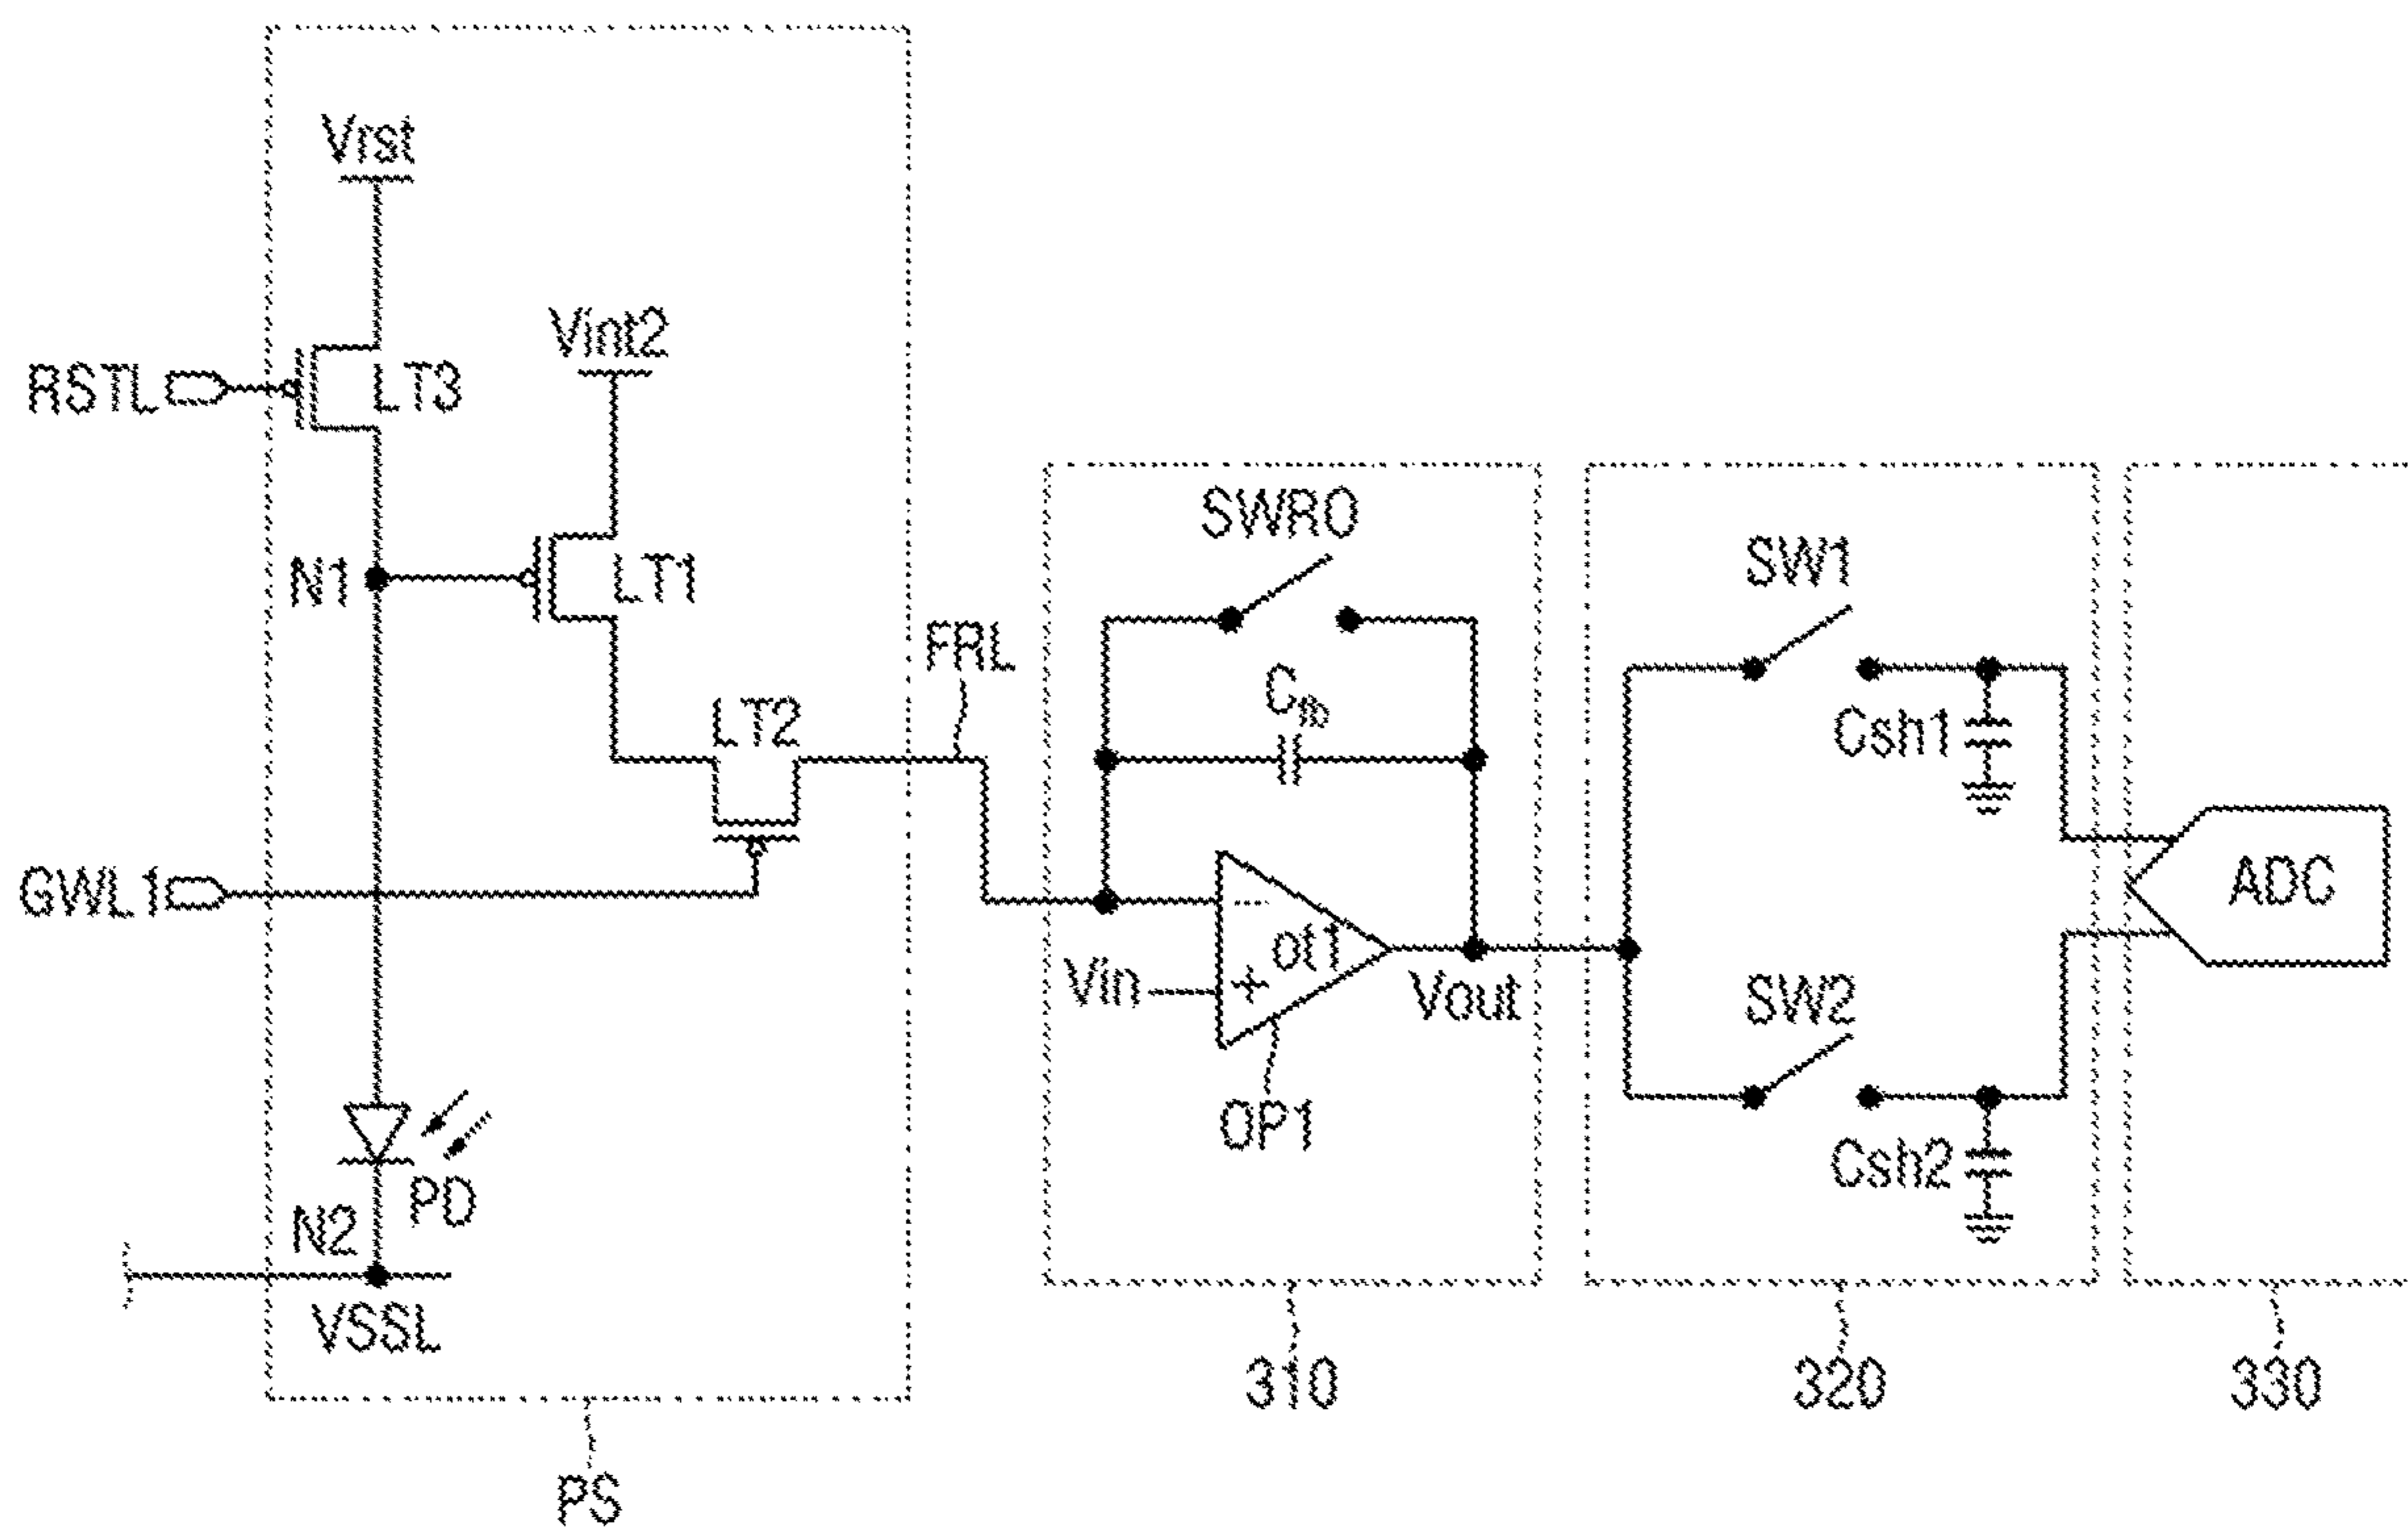 Vrst
Vint2
RSTL
LT3
N1
LT1
FRL
LT2
GWL1
PD
N2
VSSL
PS
SWRO
Cfb
−
ot1
+
Vin
Vout
OP1
310
SW1
Csh1
SW2
Csh2
320
ADC
330